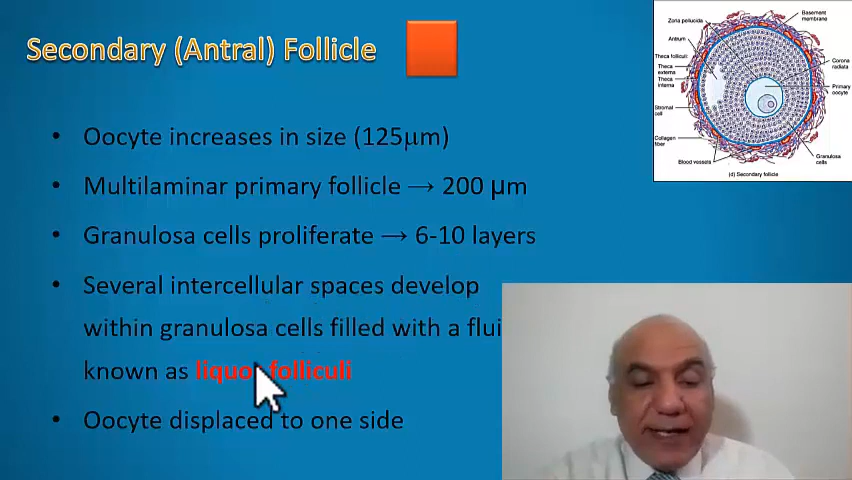 Secondary (Antral) Follicle
• Oocyte increases in size (125µm)
• Multilaminar primary follicle → 200 µm
• Granulosa cells proliferate → 6-10 layers
• Several intercellular spaces develop
within granulosa cells filled with a flui
known as liquor folliculi
• Oocyte displaced to one side
Zona pellucida
Antrum
Theca folliculi:
Theca
externa
Theca
interna
Stromal
cell
Collagen
fiber
Blood vessels
Basement
membrane
Corona
radiata
Primary
oocyte
Granulosa
cells
(d) Secondary follicle